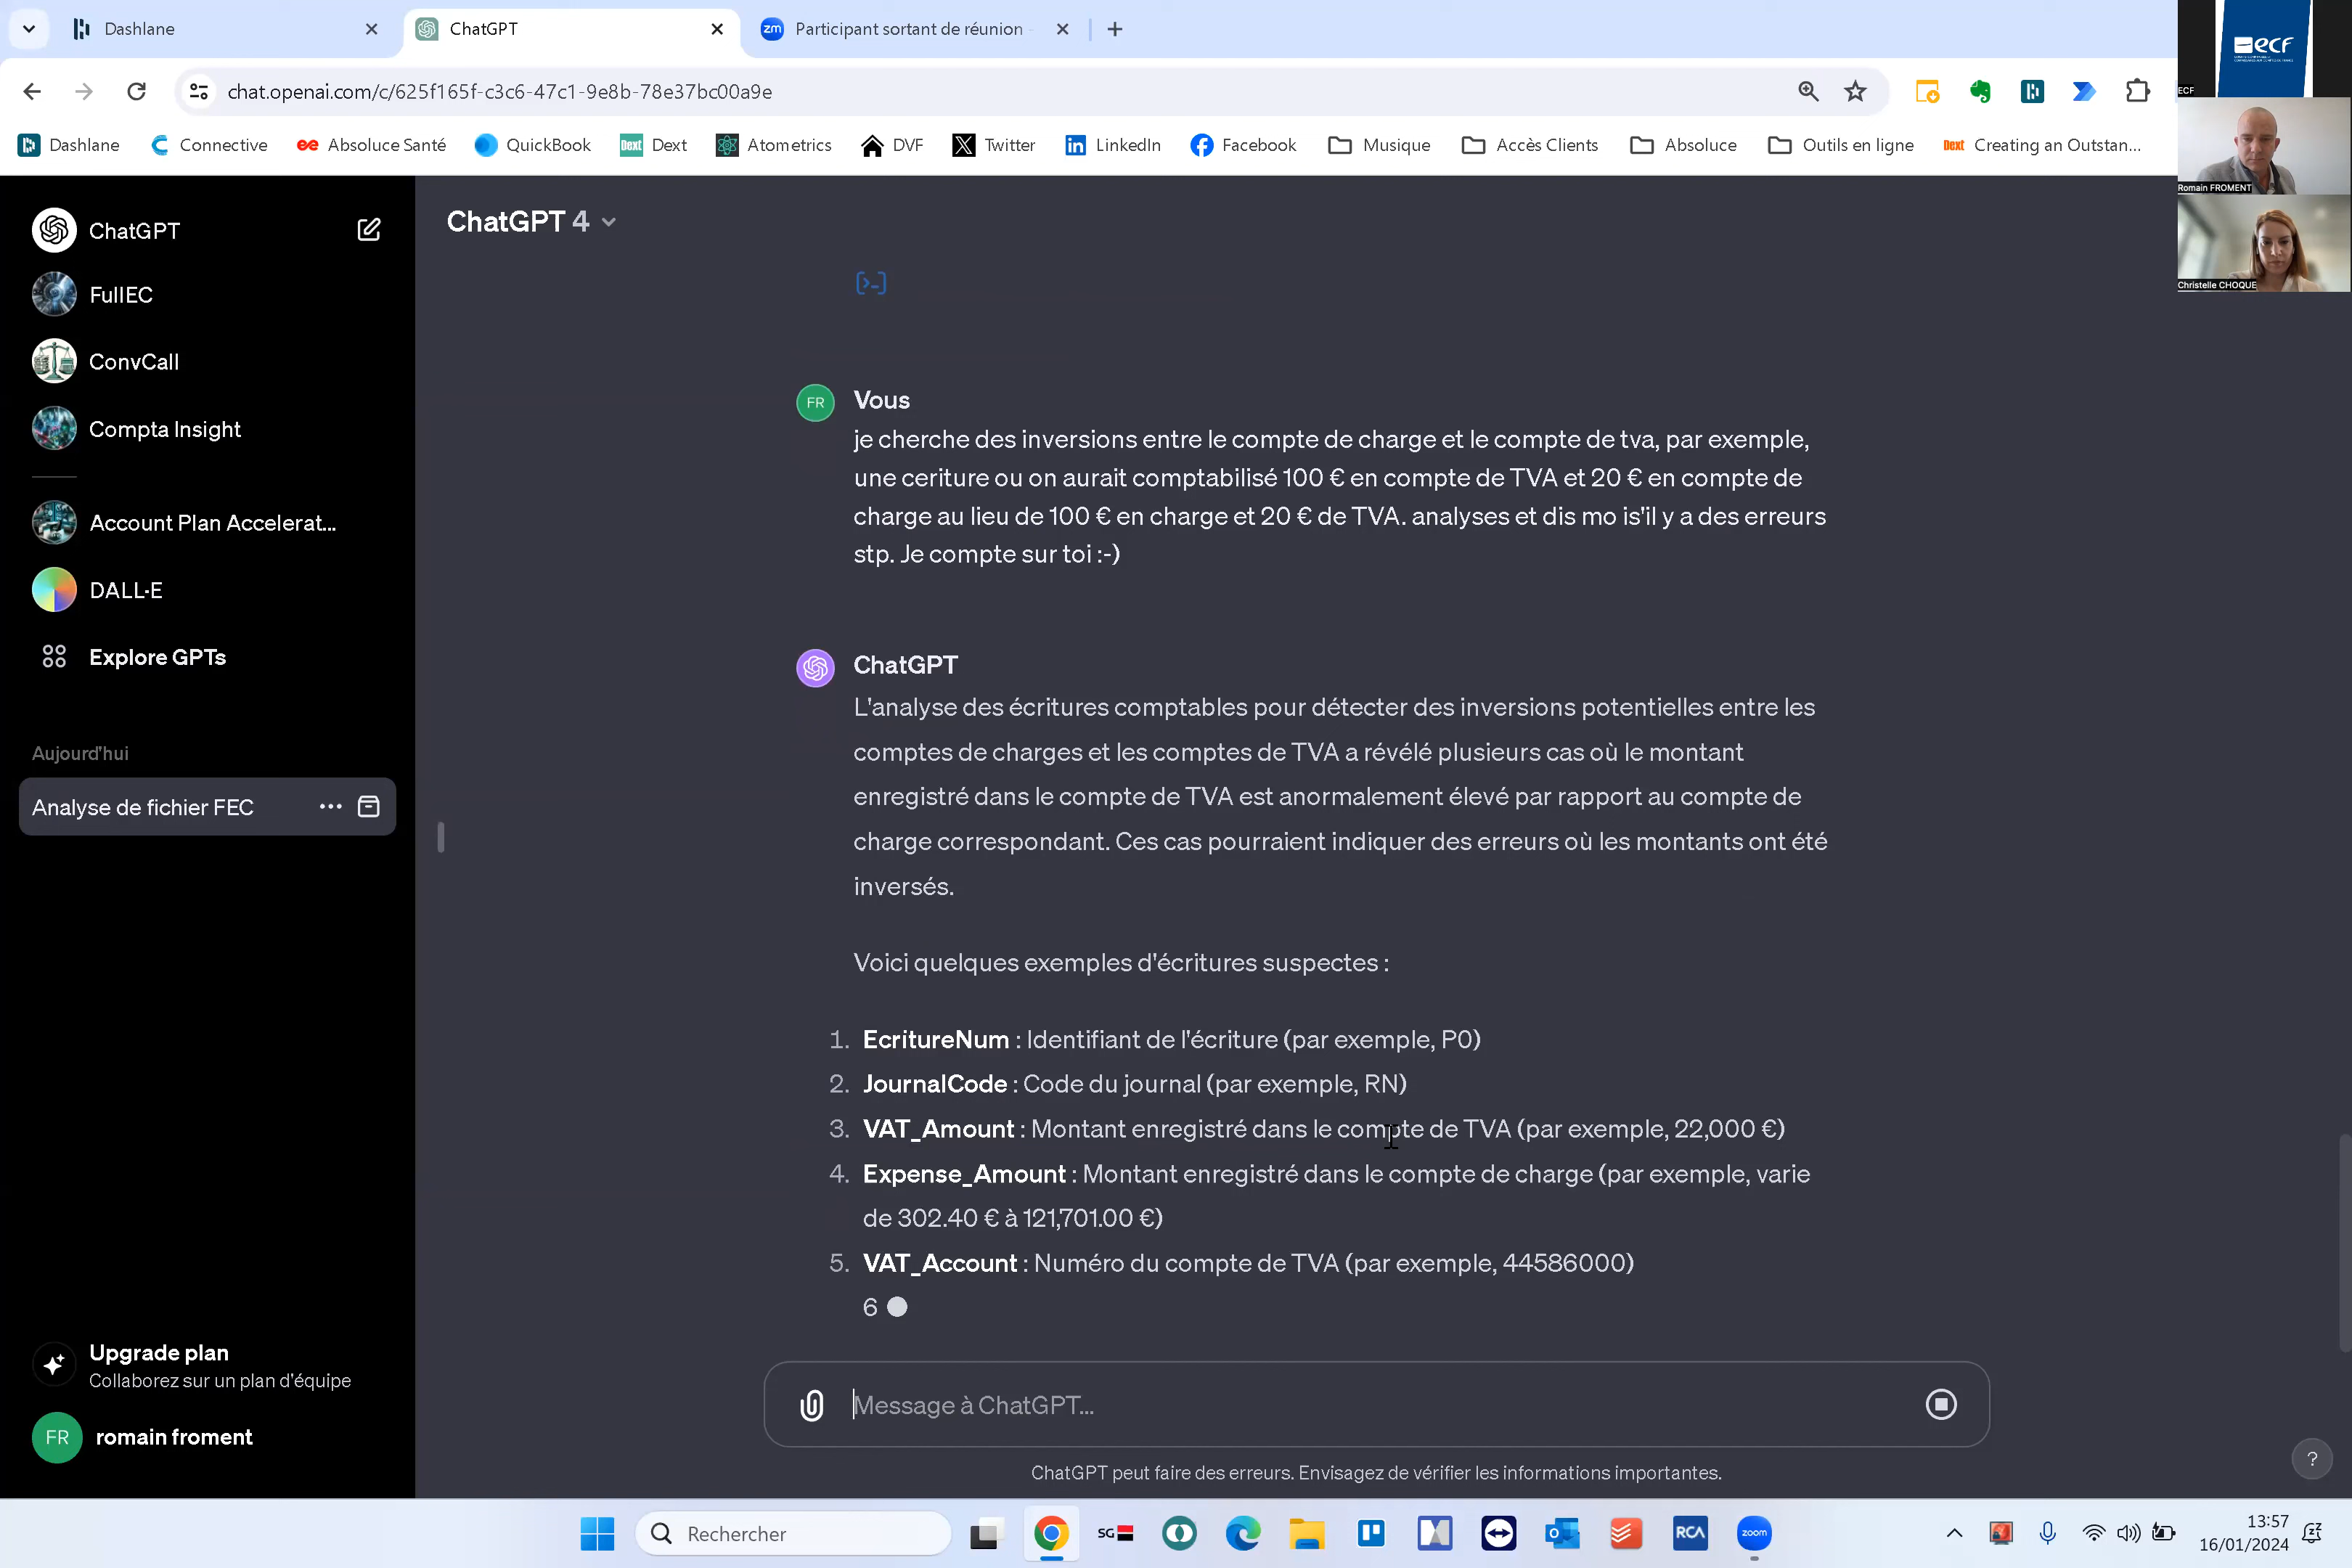 Dashlane
ChatGPT
zm
Participant sortant de réunion
chat.openai.com/c/625f165f-c3c6-47c1-9e8b-78e37bc00a9e
Dashlane
Connective
Absoluce Santé
QuickBook
Dext
Dext
Atometrics
DVF
Twitter
LinkedIn
Facebook
Musique
Accès Clients
Absoluce
Outils en ligne
Dext
Creating an Outstan...
ecf
ECF
Romain FROMENT
Christelle CHOQUE
ChatGPT
FullEC
ConvCall
Compta Insight
Account Plan Accelerat...
DALL·E
Explore GPTs
Aujourd'hui
Analyse de fichier FEC
Upgrade plan
Collaborez sur un plan d'équipe
FR
romain froment
ChatGPT 4
FR
Vous
je cherche des inversions entre le compte de charge et le compte de tva, par exemple,
une ceriture ou on aurait comptabilisé 100 € en compte de TVA et 20 € en compte de
charge au lieu de 100 € en charge et 20 € de TVA. analyses et dis mo is'il y a des erreurs
stp. Je compte sur toi :-)
ChatGPT
L'analyse des écritures comptables pour détecter des inversions potentielles entre les
comptes de charges et les comptes de TVA a révélé plusieurs cas où le montant
enregistré dans le compte de TVA est anormalement élevé par rapport au compte de
charge correspondant. Ces cas pourraient indiquer des erreurs où les montants ont été
inversés.
Voici quelques exemples d'écritures suspectes :
1. EcritureNum : Identifiant de l'écriture (par exemple, P0)
2. JournalCode : Code du journal (par exemple, RN)
3. VAT_Amount : Montant enregistré dans le compte de TVA (par exemple, 22,000 €)
4. Expense_Amount : Montant enregistré dans le compte de charge (par exemple, varie
de 302.40 € à 121,701.00 €)
5. VAT_Account : Numéro du compte de TVA (par exemple, 44586000)
6
Message à ChatGPT...
ChatGPT peut faire des erreurs. Envisagez de vérifier les informations importantes.
?
Rechercher
SG
RCA
zoom
13:57
16/01/2024